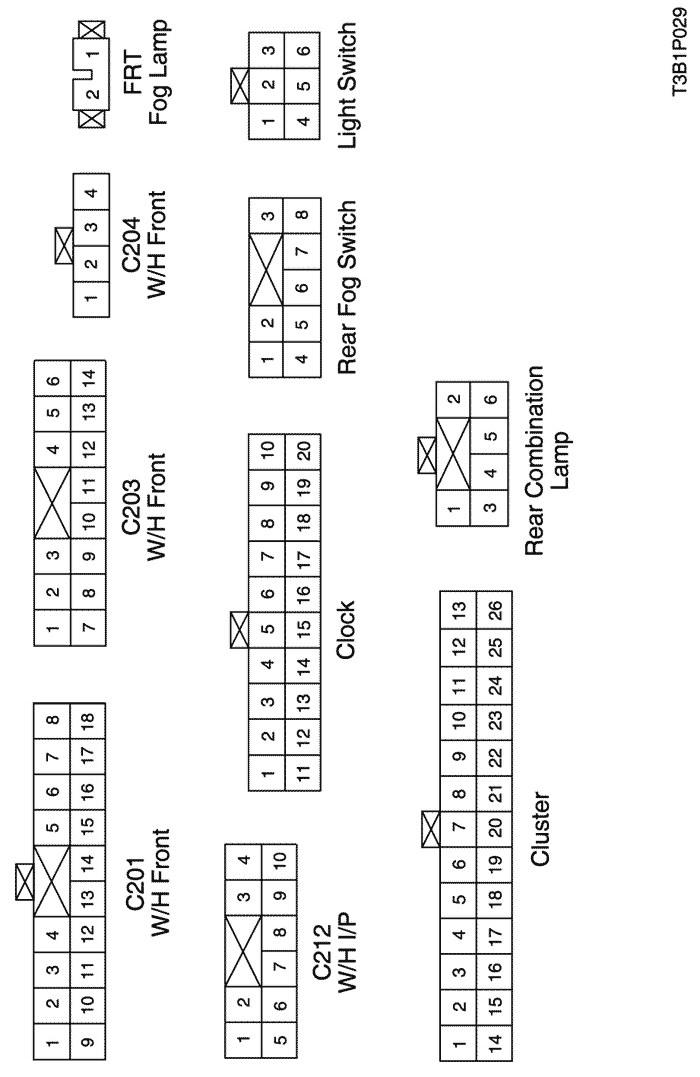 1 2 3 4 5 6 7 8
9 10 11 12 13 14 15 16 17 18
C201
W/H Front
1 2 3 4 5 6
7 8 9 10 11 12 13 14
C203
W/H Front
1 2 3 4
C204
W/H Front
2 1
FRT
Fog Lamp
1 2 3 4
5 6 7 8 9 10
C212
W/H I/P
1 2 3 4 5 6 7 8 9 10
11 12 13 14 15 16 17 18 19 20
Clock
1 2 3
4 5 6 7 8
Rear Fog Switch
1 2 3
4 5 6
Light Switch
1 2 3 4 5 6 7 8 9 10 11 12 13
14 15 16 17 18 19 20 21 22 23 24 25 26
Cluster
1 2
3 4 5 6
Rear Combination
Lamp
T3B1P029